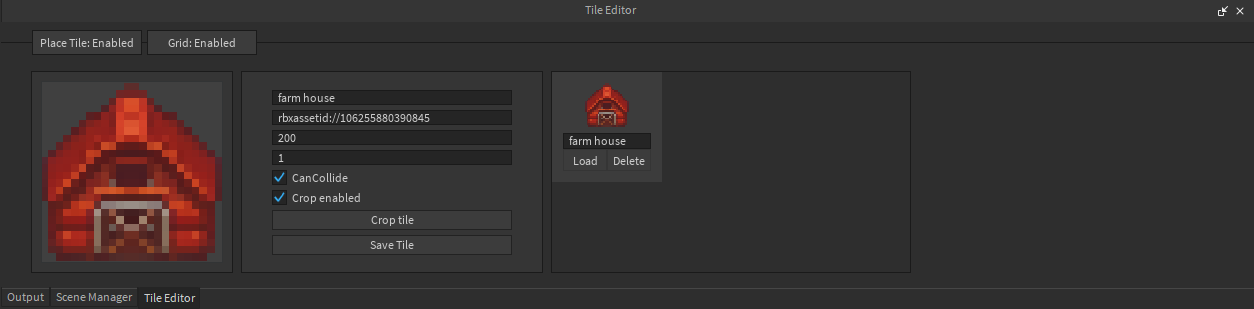 Tile Editor
Place Tile: Enabled
Grid: Enabled
farm house
rbxassetid://106255880390845
200
1
CanCollide
Crop enabled
Crop tile
Save Tile
farm house
Load
Delete
Output
Scene Manager
Tile Editor